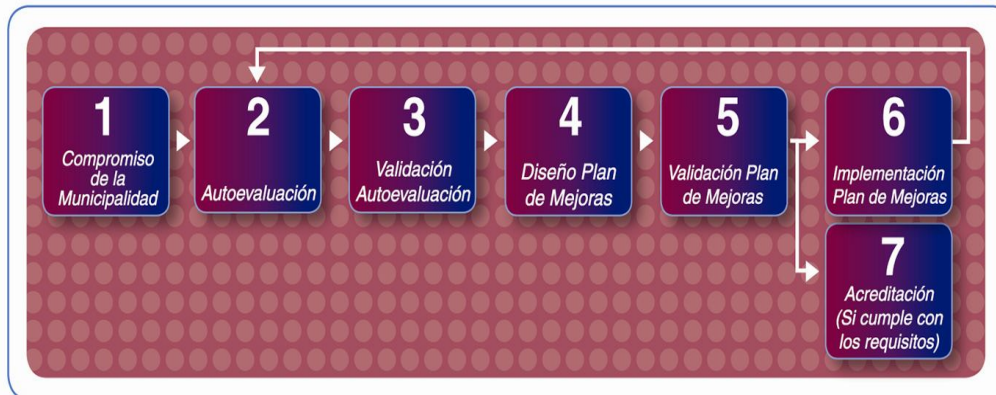 1
Compromiso
de la
Municipalidad
2
Autoevaluación
3
Validación
Autoevaluación
4
Diseño Plan
de Mejoras
5
Validación Plan
de Mejoras
6
Implementación
Plan de Mejoras
7
Acreditación
(Si cumple con
los requisitos)